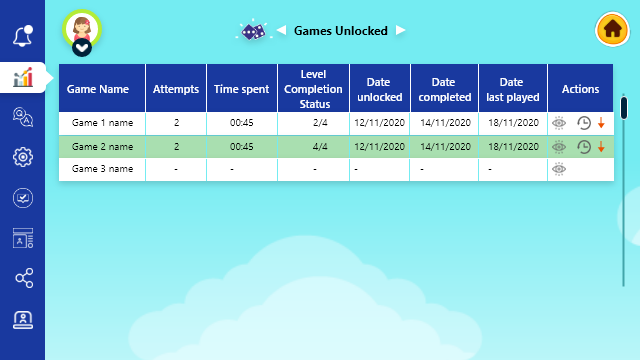 Games Unlocked
Game Name Attempts Time spent Level Completion Status Date unlocked Date completed Date last played Actions
Game 1 name 2 00:45 2/4 12/11/2020 14/11/2020 18/11/2020
Game 2 name 2 00:45 4/4 12/11/2020 14/11/2020 18/11/2020
Game 3 name - - - - - -